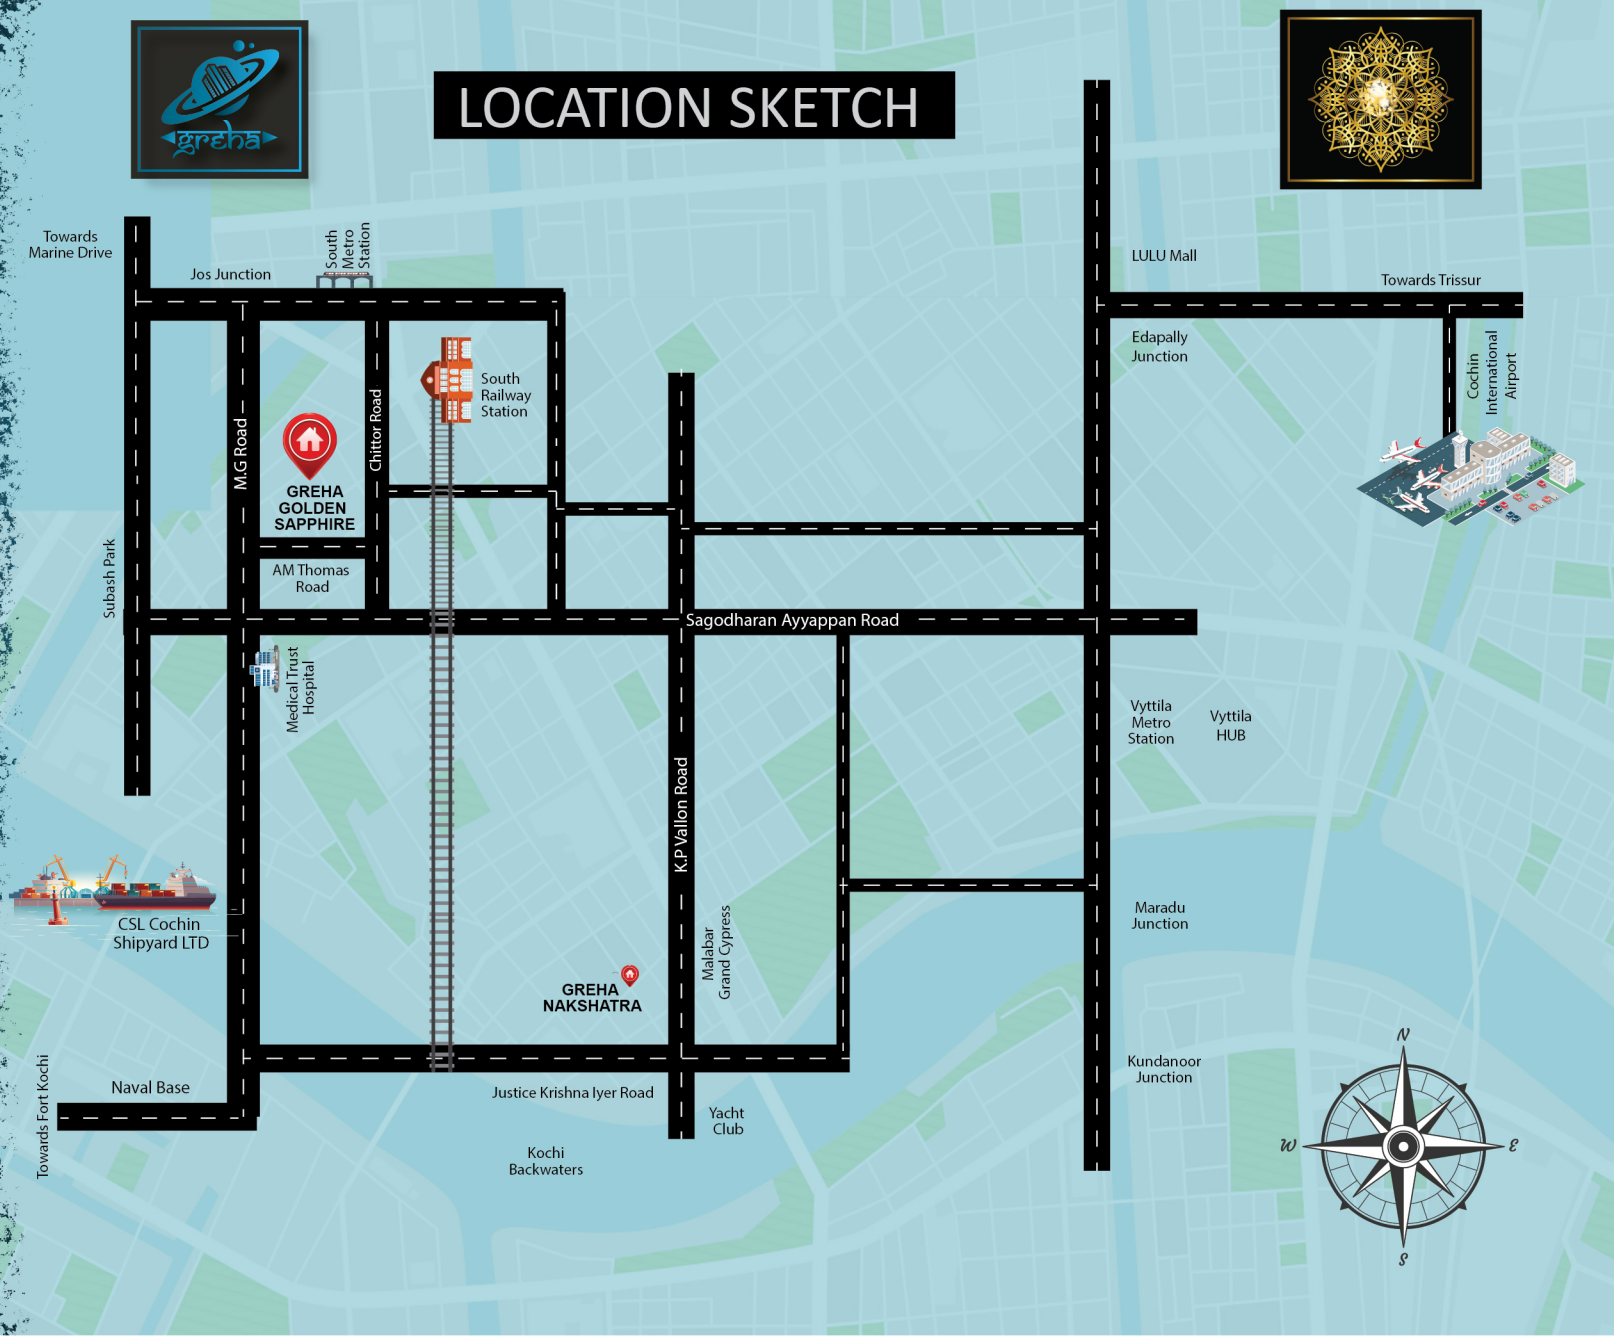 greha
LOCATION SKETCH
Towards
Marine Drive
Jos Junction
South
Metro
Station
LULU Mall
Towards Trissur
Edapally
Junction
Cochin
International
Airport
South
Railway
Station
M.G Road
Chittor Road
GREHA
GOLDEN
SAPPHIRE
AM Thomas
Road
Subash Park
Sagodharan Ayyappan Road
Medical Trust
Hospital
Vyttila
Metro
Station
Vyttila
HUB
K.P Vallon Road
CSL Cochin
Shipyard LTD
Malabar
Grand Cypress
Maradu
Junction
GREHA
NAKSHATRA
Towards Fort Kochi
Naval Base
Justice Krishna Iyer Road
Yacht
Club
Kochi
Backwaters
Kundanoor
Junction
N
W
E
S